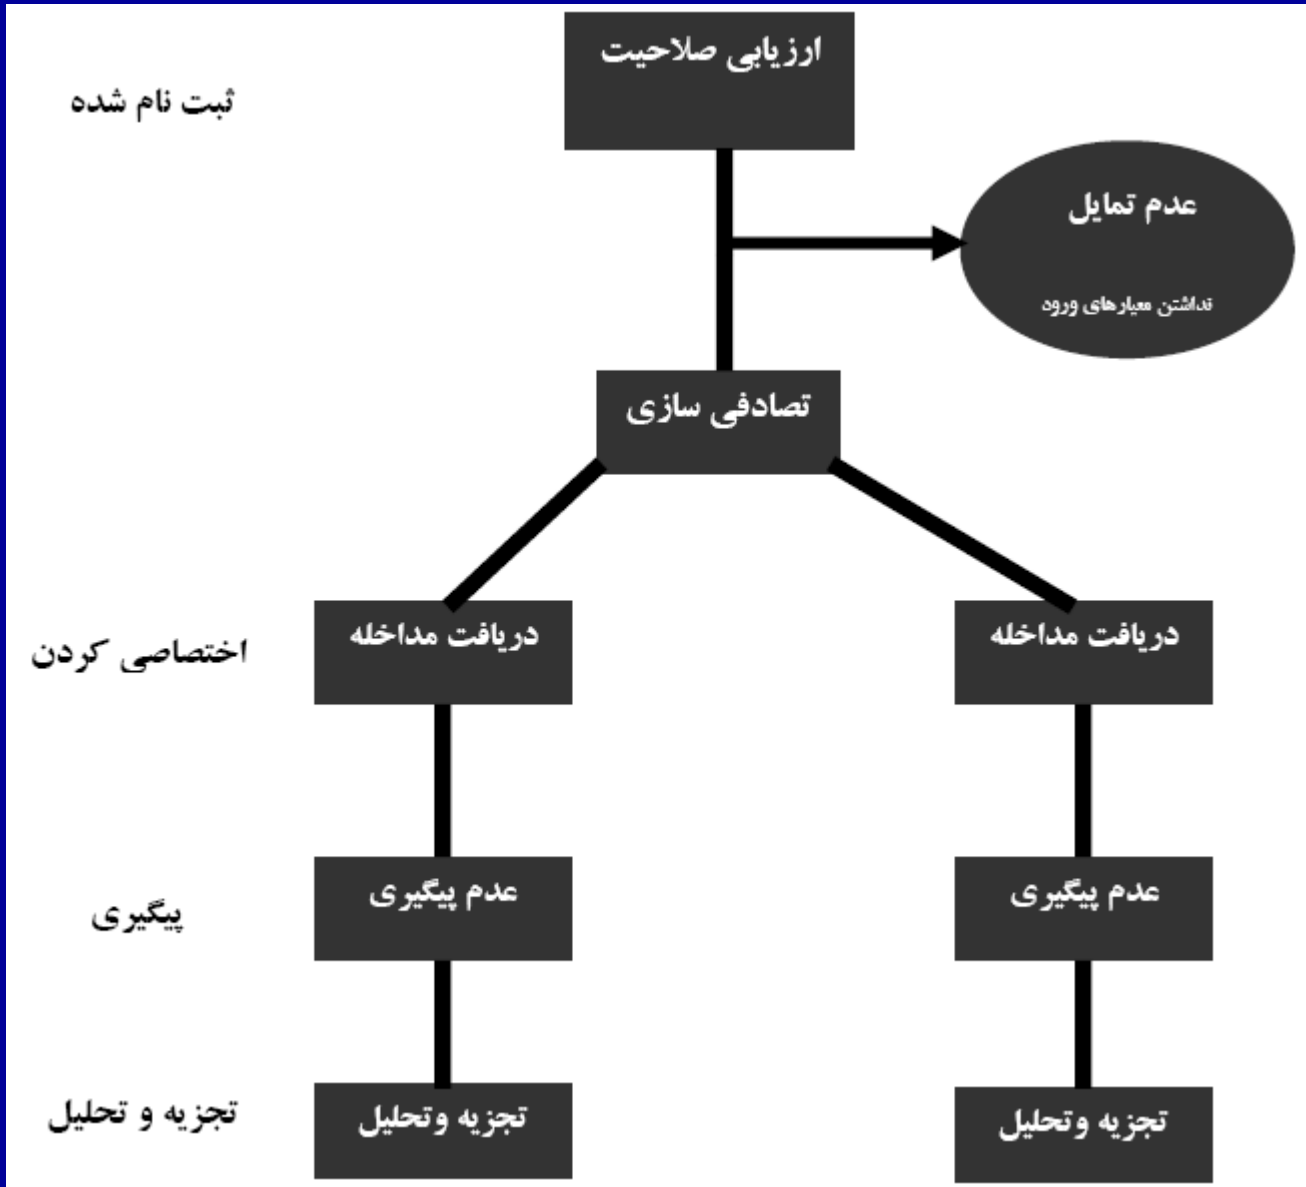 ارزیابی صلاحیت
ثبت نام شده
عدم تمایل
نداشتن معیارهای ورود
تصادفی سازی
دریافت مداخله
دریافت مداخله
اختصاصی کردن
عدم پیگیری
عدم پیگیری
پیگیری
تجزیه وتحلیل
تجزیه وتحلیل
تجزیه و تحلیل